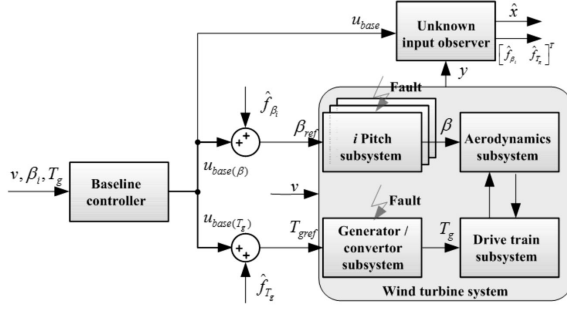 u_base
Unknown
input observer
x̂
[f̂_βi f̂_Tg]^T
y
Fault
f̂_βi
β_ref
i Pitch
subsystem
β
Aerodynamics
subsystem
v, β_i, T_g
Baseline
controller
u_base(β)
v
Fault
u_base(T_g)
T_gref
Generator /
convertor
subsystem
T_g
Drive train
subsystem
f̂_Tg
Wind turbine system